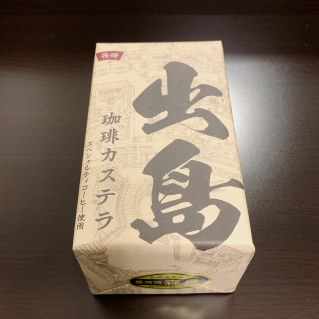 長崎
出島
珈琲カステラ
スペシャルティコーヒー使用